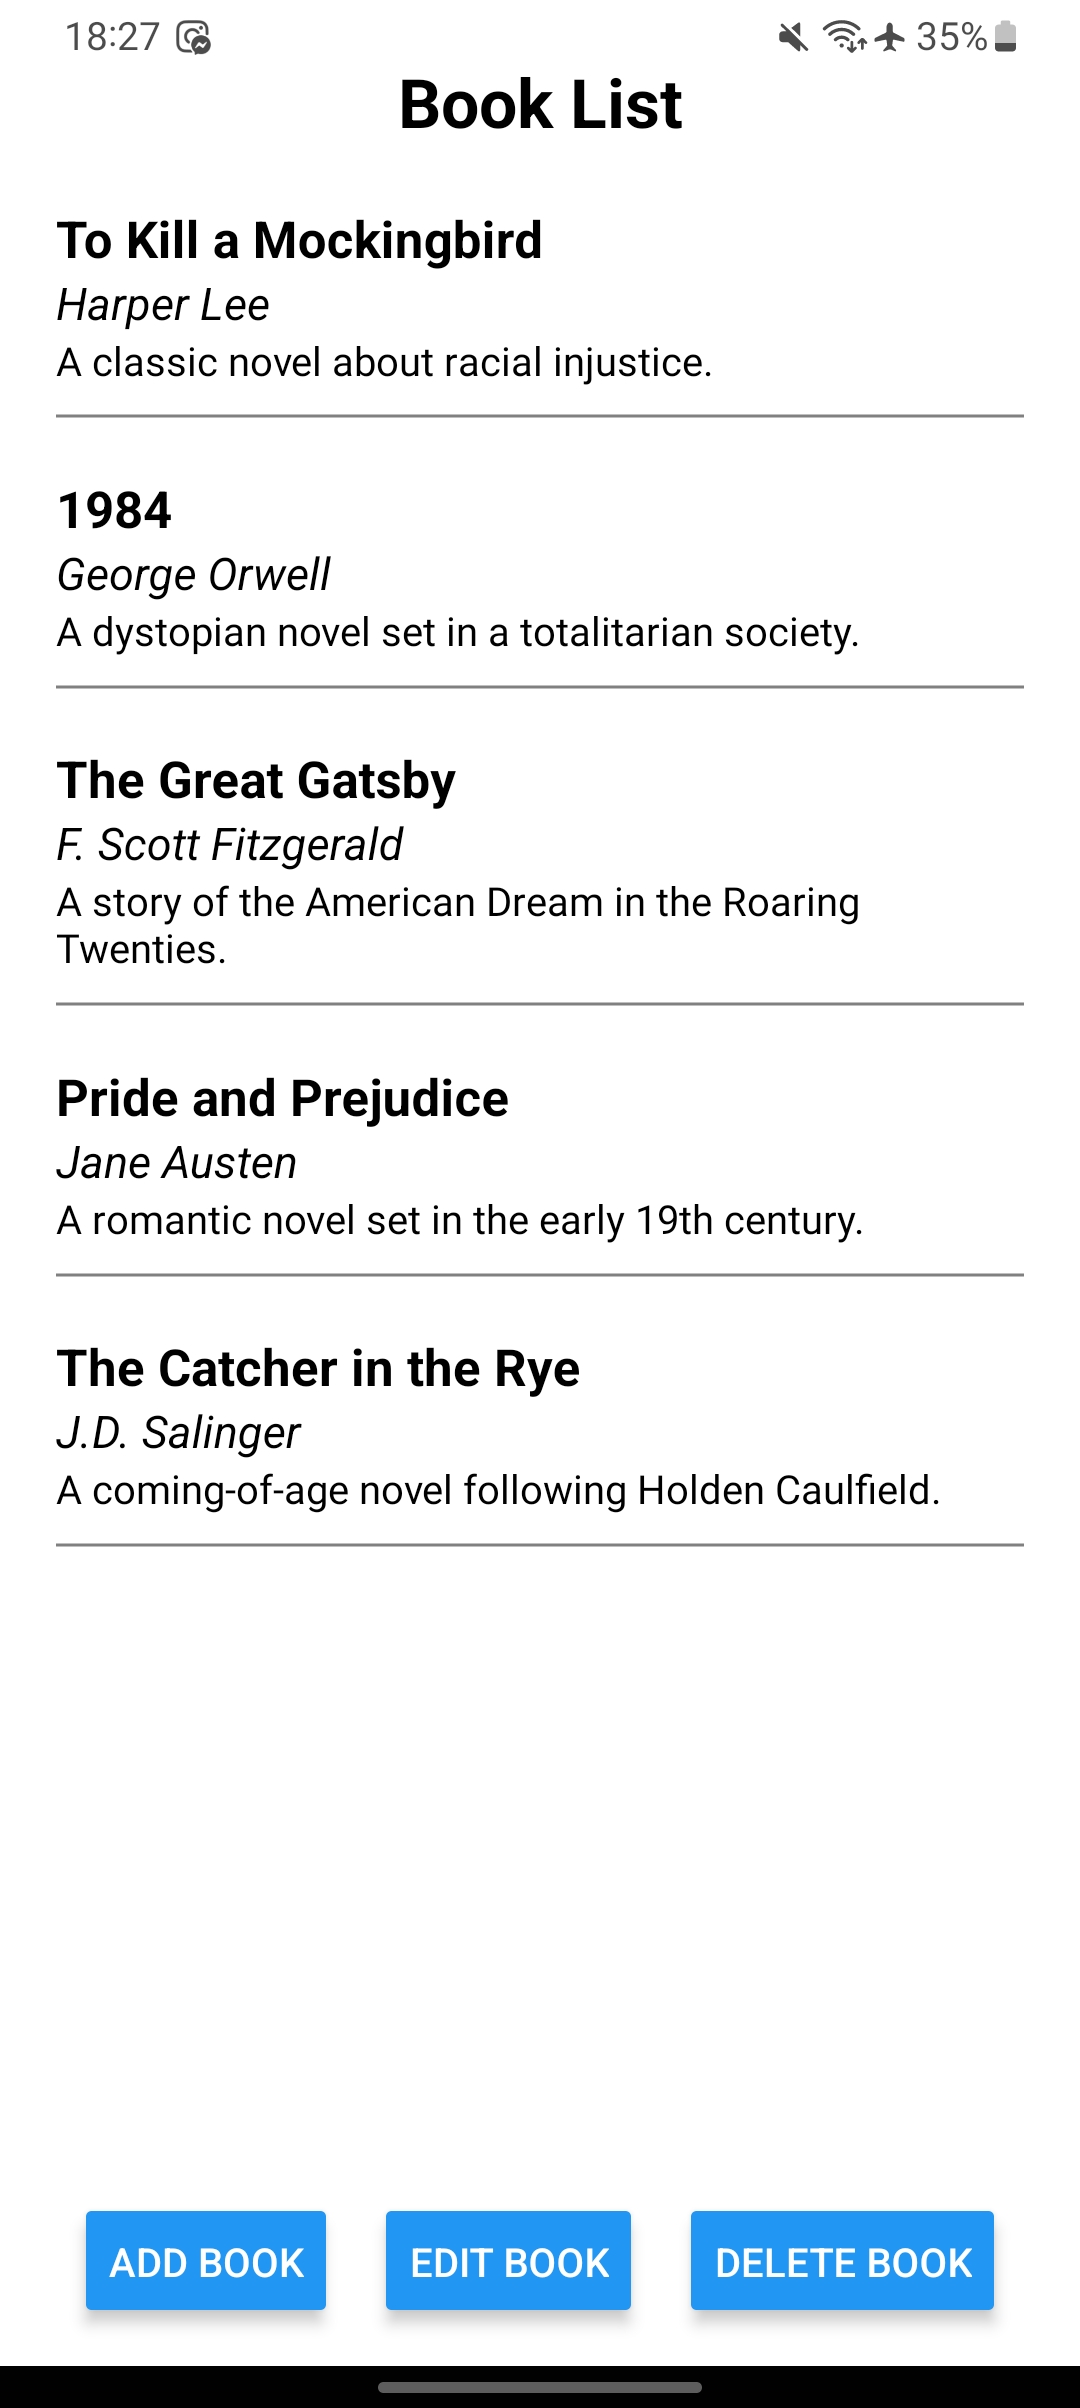 18:27
35%
Book List
To Kill a Mockingbird
Harper Lee
A classic novel about racial injustice.
1984
George Orwell
A dystopian novel set in a totalitarian society.
The Great Gatsby
F. Scott Fitzgerald
A story of the American Dream in the Roaring
Twenties.
Pride and Prejudice
Jane Austen
A romantic novel set in the early 19th century.
The Catcher in the Rye
J.D. Salinger
A coming-of-age novel following Holden Caulfield.
ADD BOOK
EDIT BOOK
DELETE BOOK